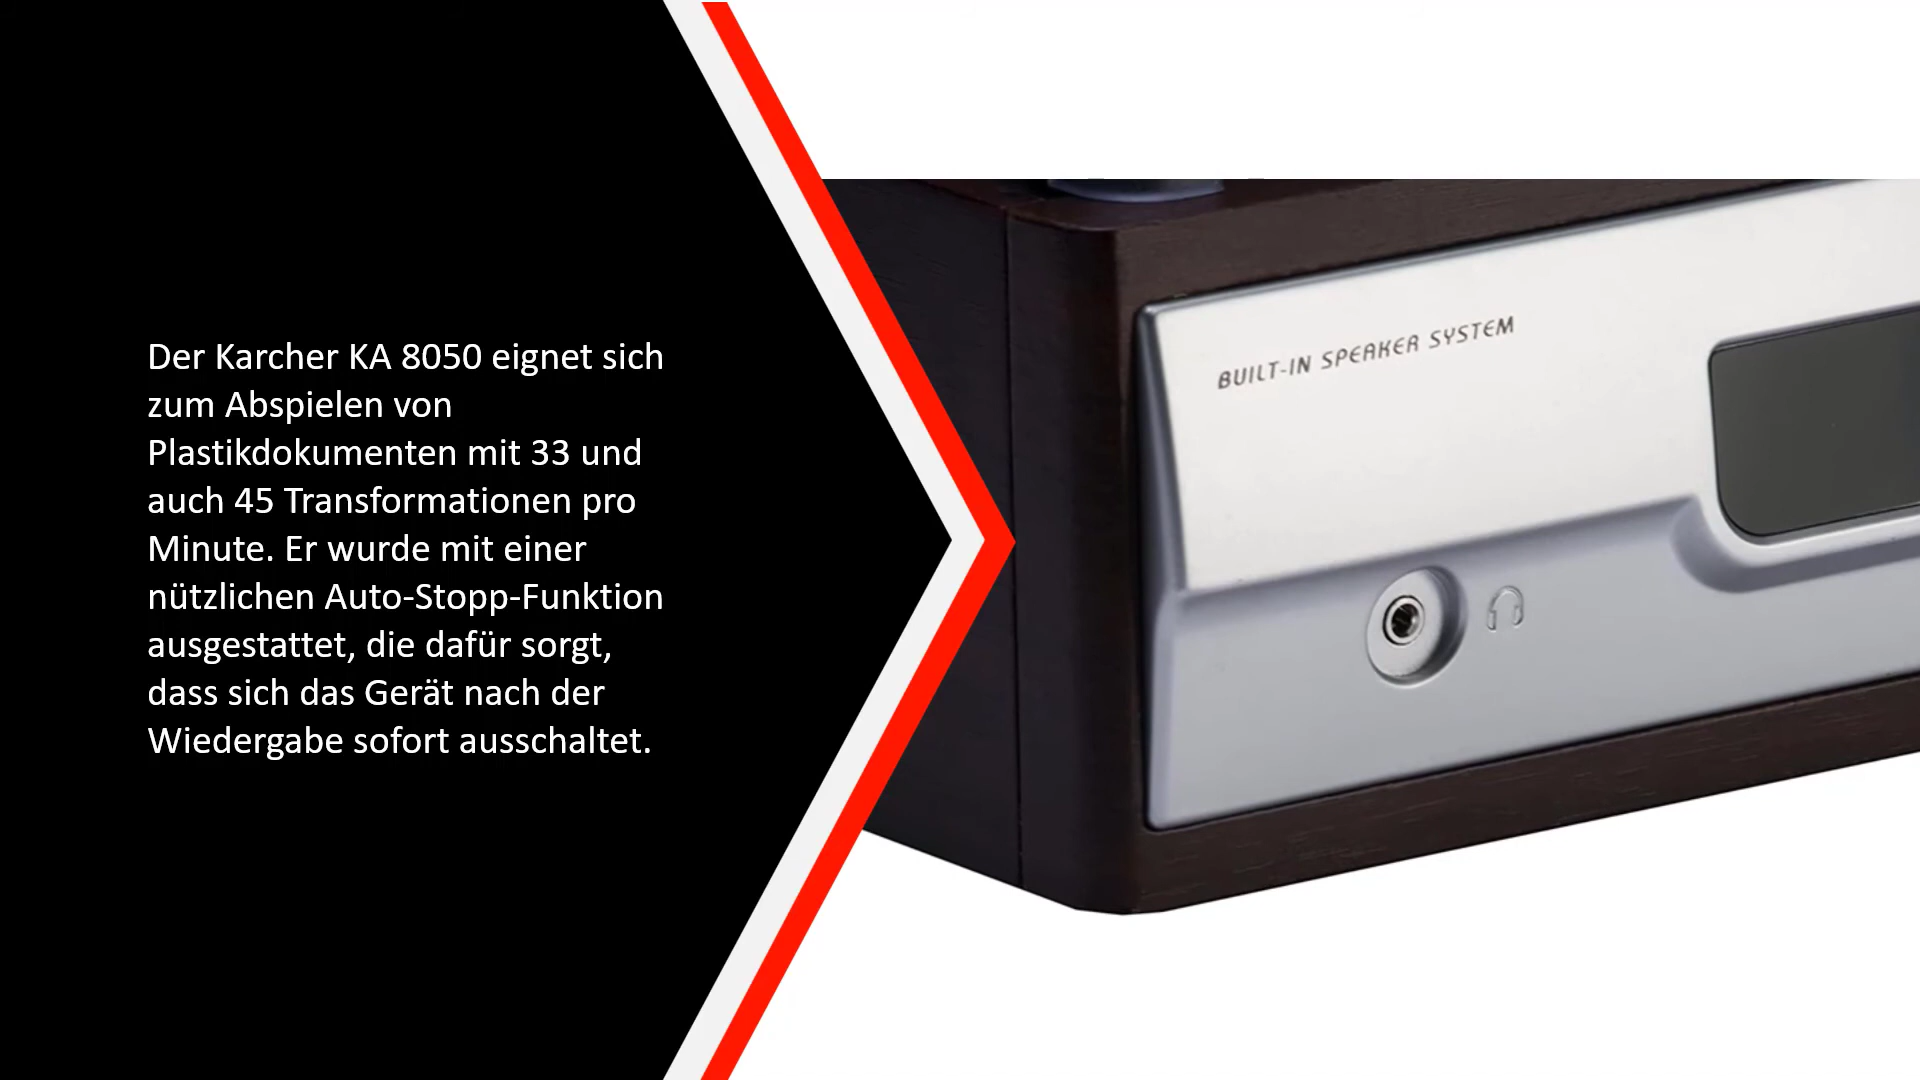 Der Karcher KA 8050 eignet sich
zum Abspielen von
Plastikdokumenten mit 33 und
auch 45 Transformationen pro
Minute. Er wurde mit einer
nützlichen Auto-Stopp-Funktion
ausgestattet, die dafür sorgt,
dass sich das Gerät nach der
Wiedergabe sofort ausschaltet.
BUILT-IN SPEAKER SYSTEM